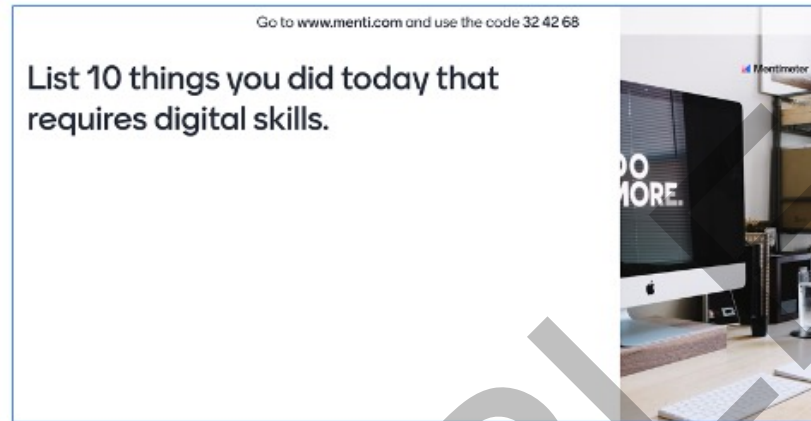 Go to www.menti.com and use the code 32 42 68
List 10 things you did today that
requires digital skills.
Mentimeter
DO
MORE.